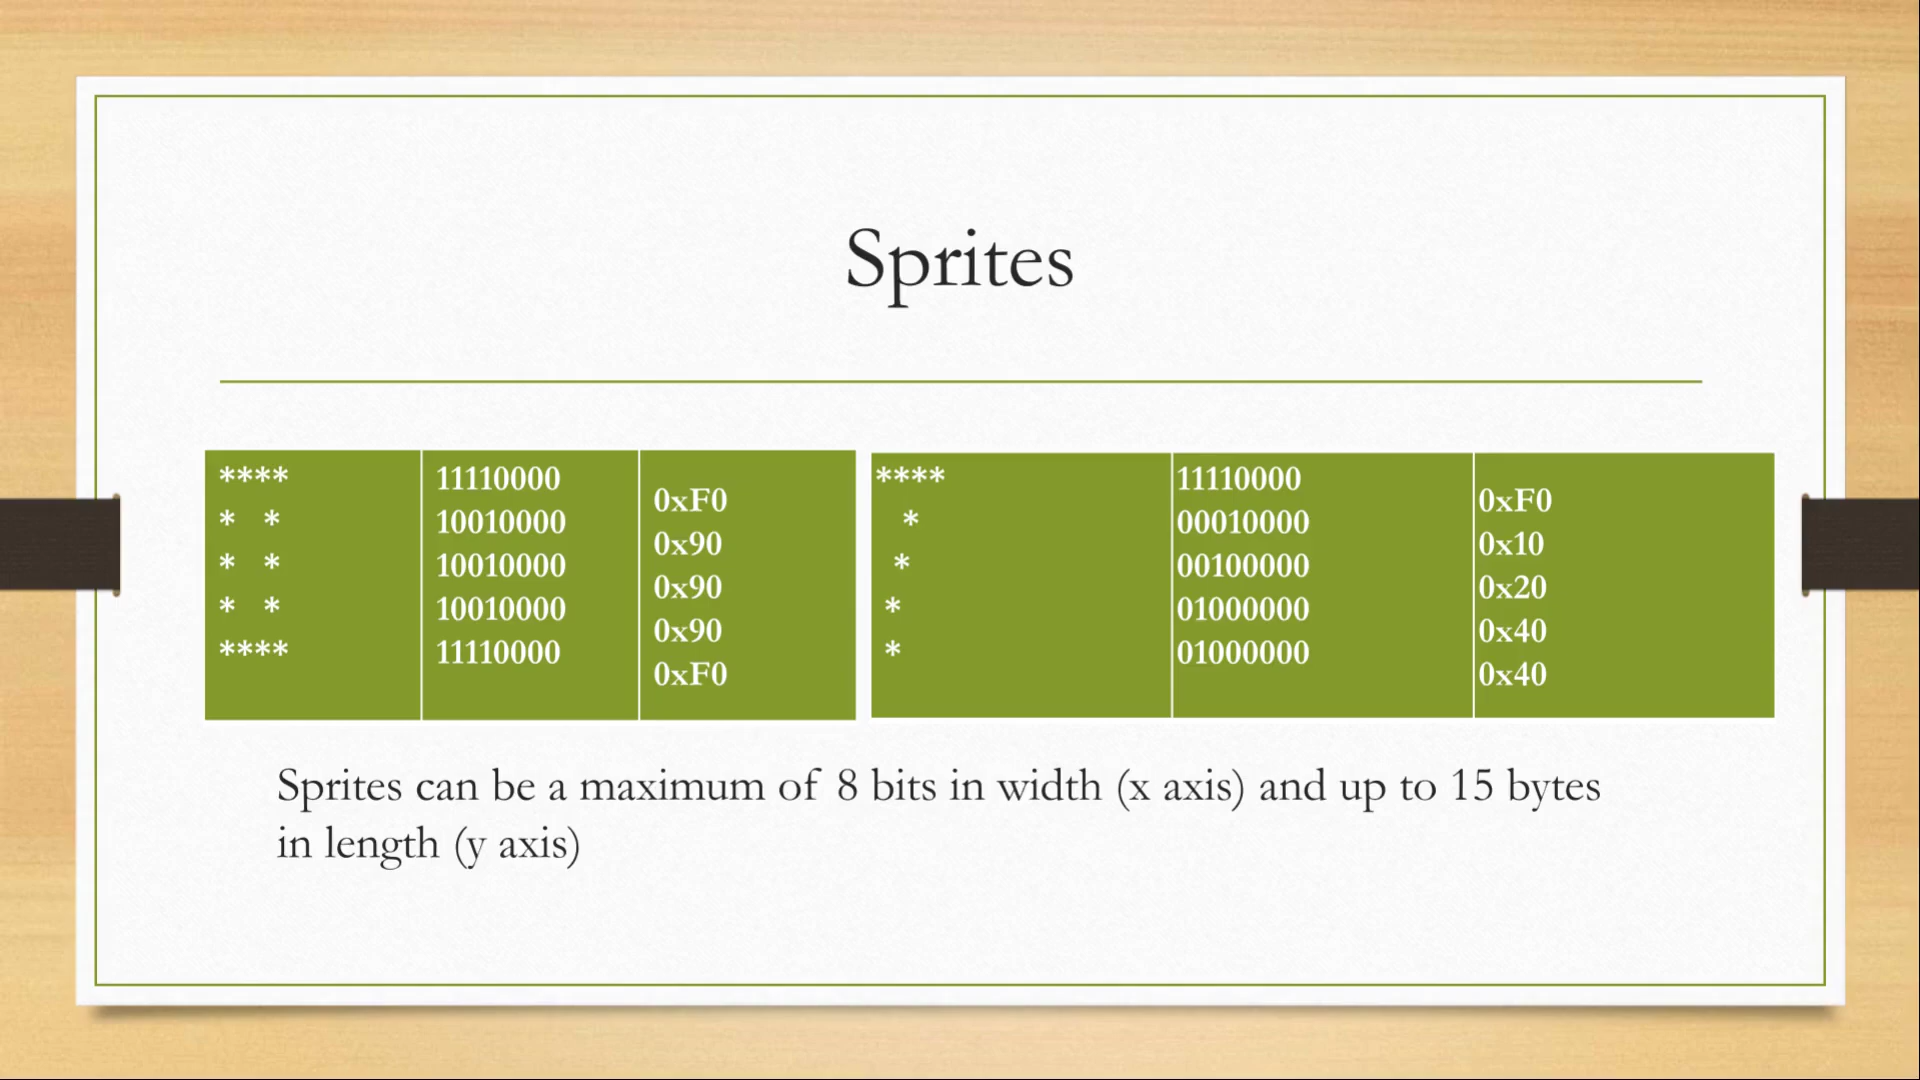 Sprites
****
*   *
*   *
*   *
****
11110000
10010000
10010000
10010000
11110000
0xF0
0x90
0x90
0x90
0xF0
****
   *
  *
 *
 *
11110000
00010000
00100000
01000000
01000000
0xF0
0x10
0x20
0x40
0x40
Sprites can be a maximum of 8 bits in width (x axis) and up to 15 bytes
in length (y axis)